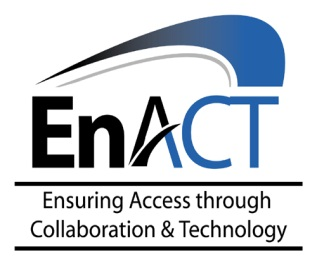 EnACT
Ensuring Access through
Collaboration & Technology